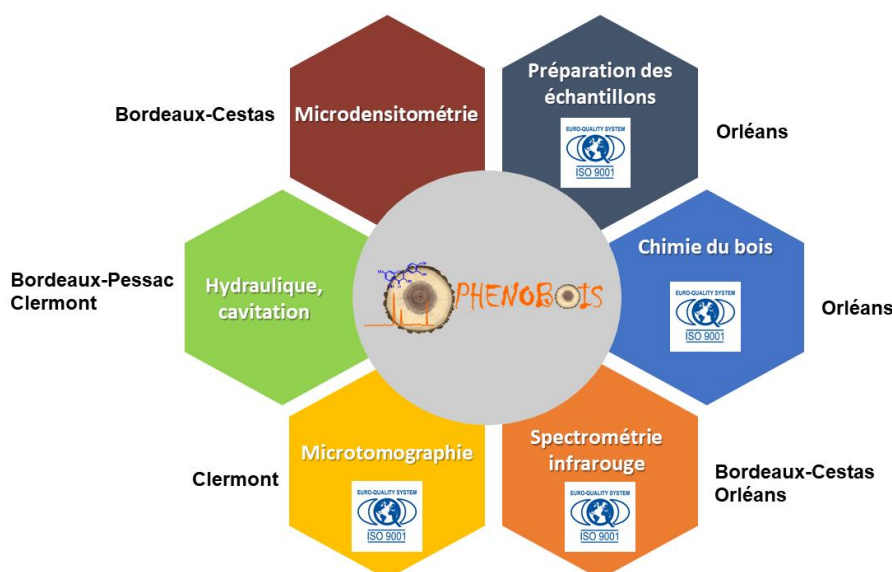 Préparation des
échantillons
EURO-QUALITY SYSTEM
ISO 9001
Orléans
Bordeaux-Cestas
Microdensitométrie
Chimie du bois
EURO-QUALITY SYSTEM
ISO 9001
Orléans
Bordeaux-Pessac
Clermont
Hydraulique,
cavitation
PHENOBOIS
Spectrométrie
infrarouge
EURO-QUALITY SYSTEM
ISO 9001
Bordeaux-Cestas
Orléans
Clermont
Microtomographie
EURO-QUALITY SYSTEM
ISO 9001